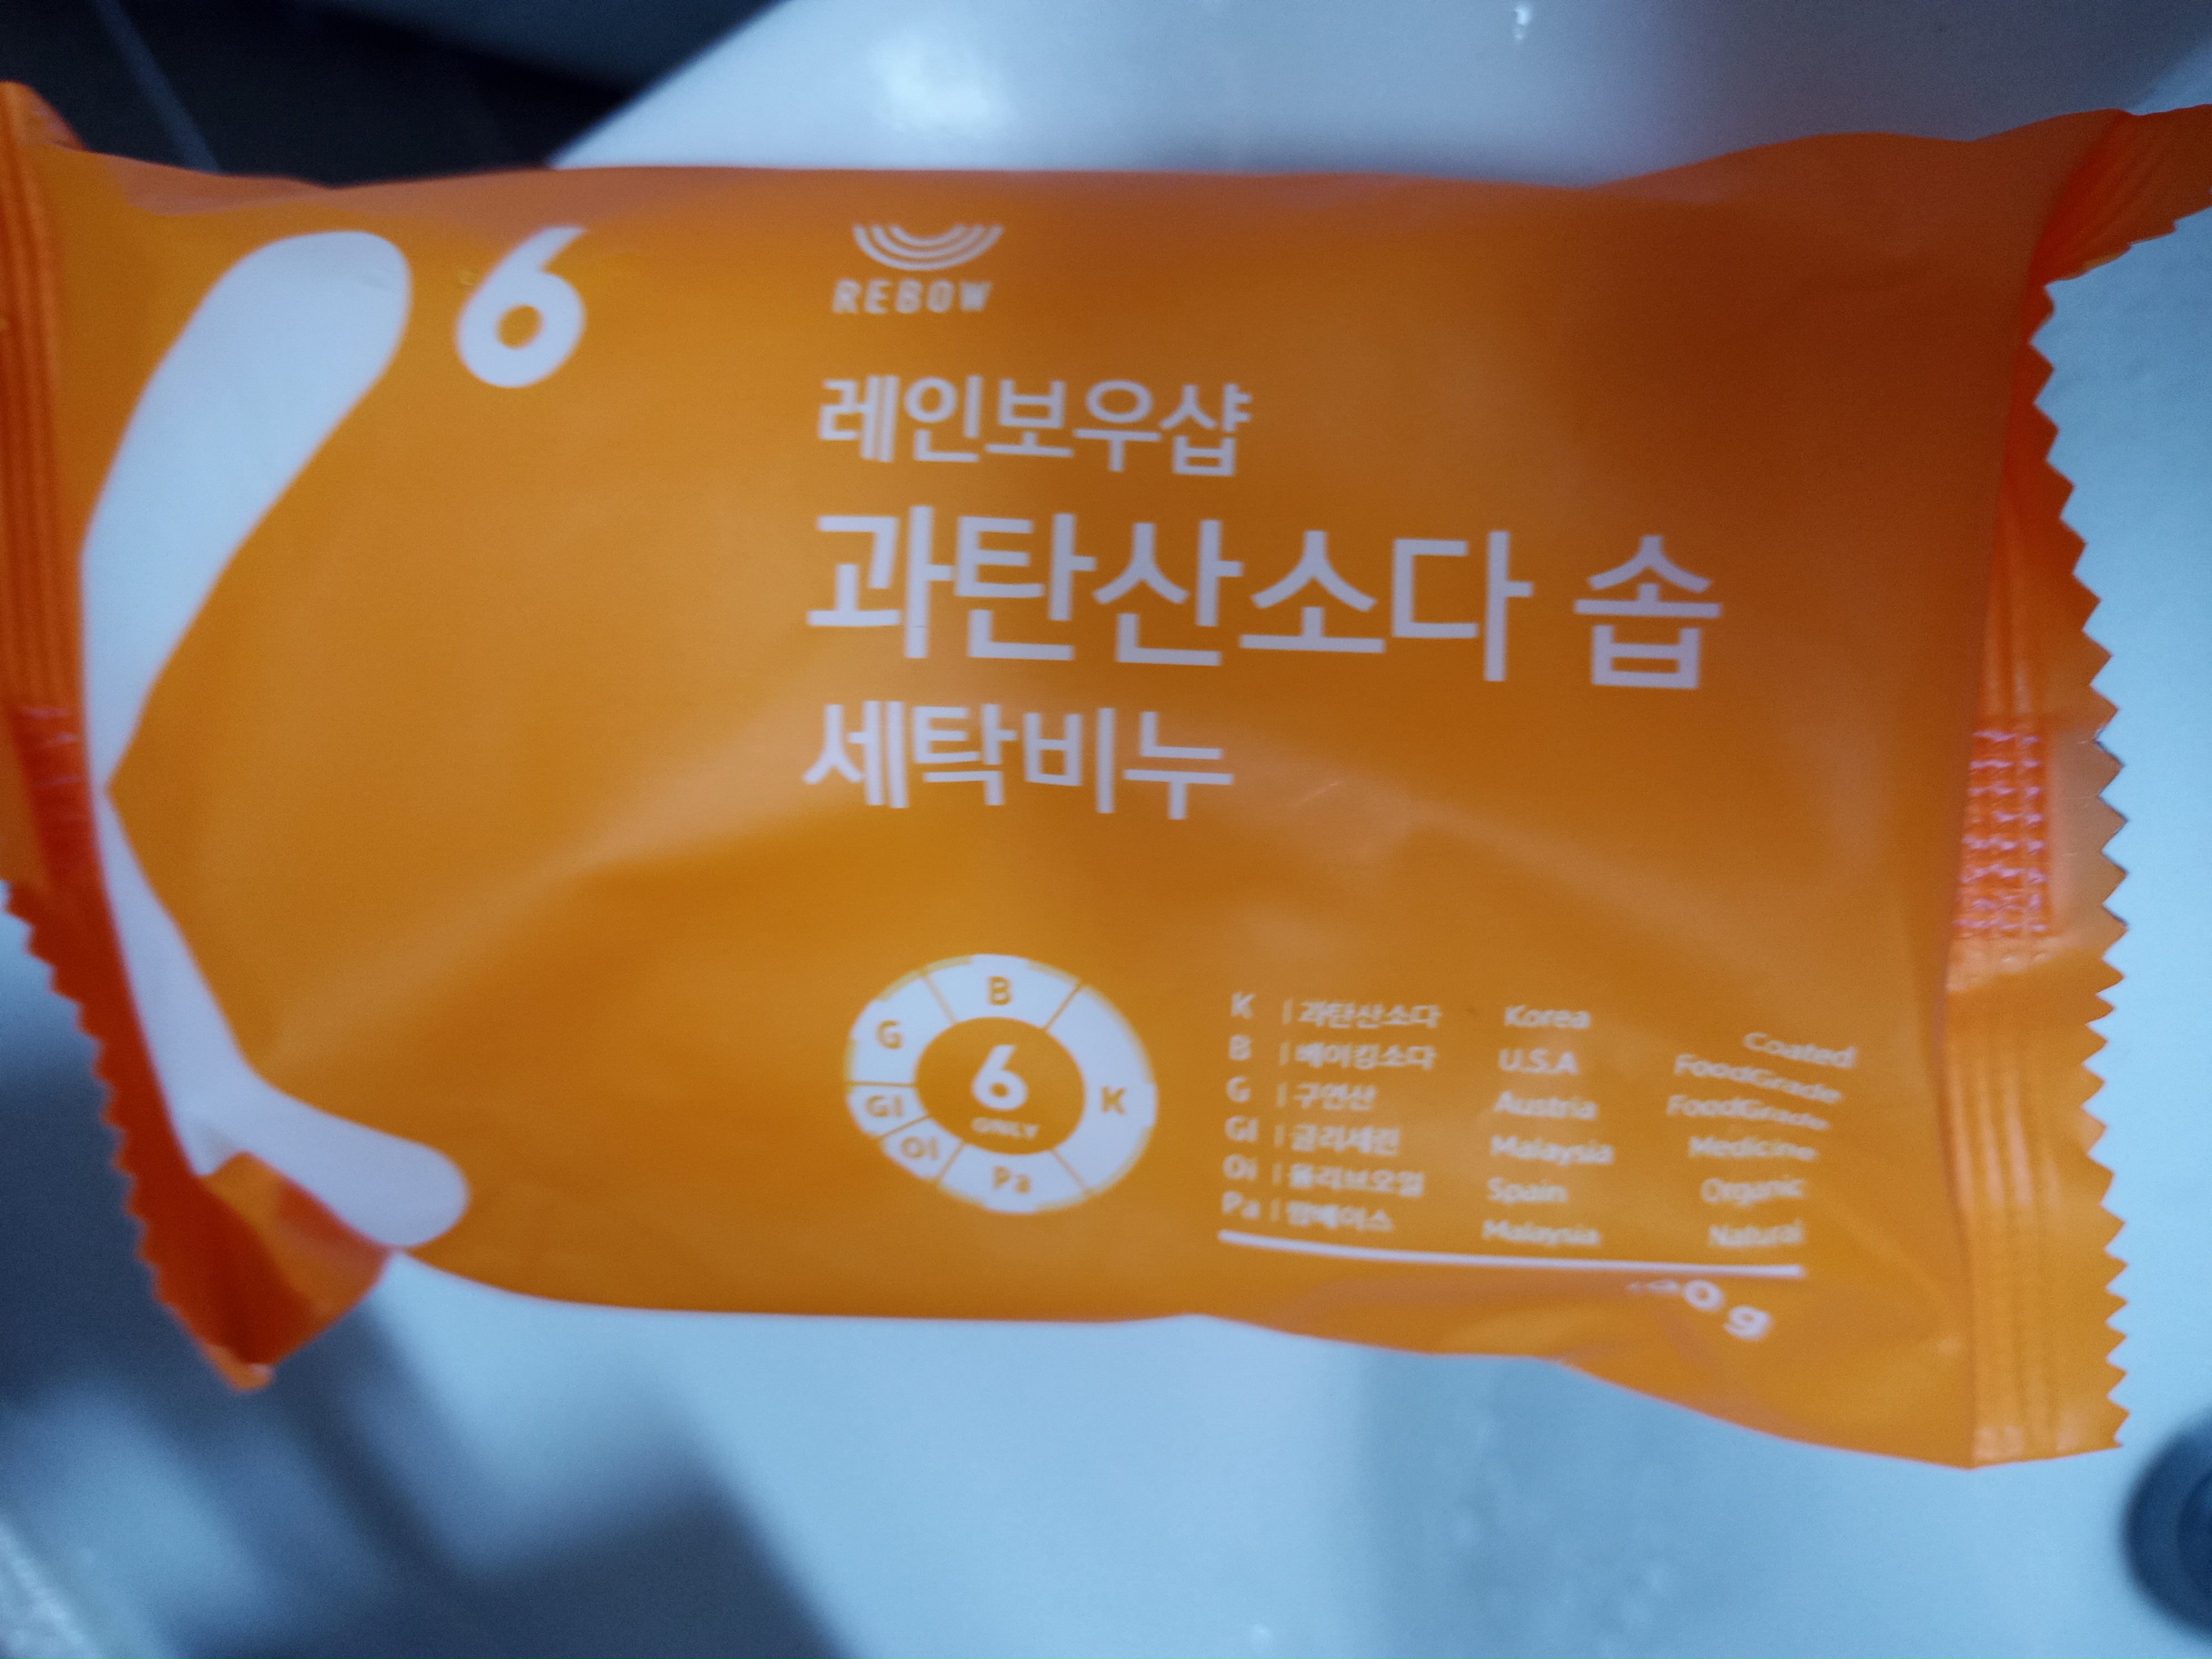 6
REBOW
레인보우샵
과탄산소다 솝
세탁비누
B
G
K
Gl
Oi
Pa
6
ONLY
K | 과탄산소다 Korea Coated
B | 베이킹소다 U.S.A FoodGrade
G | 구연산 Austria FoodGrade
Gl | 글리세린 Malaysia Medicine
Oi | 올리브오일 Spain Organic
Pa | 팜베이스 Malaysia Natural